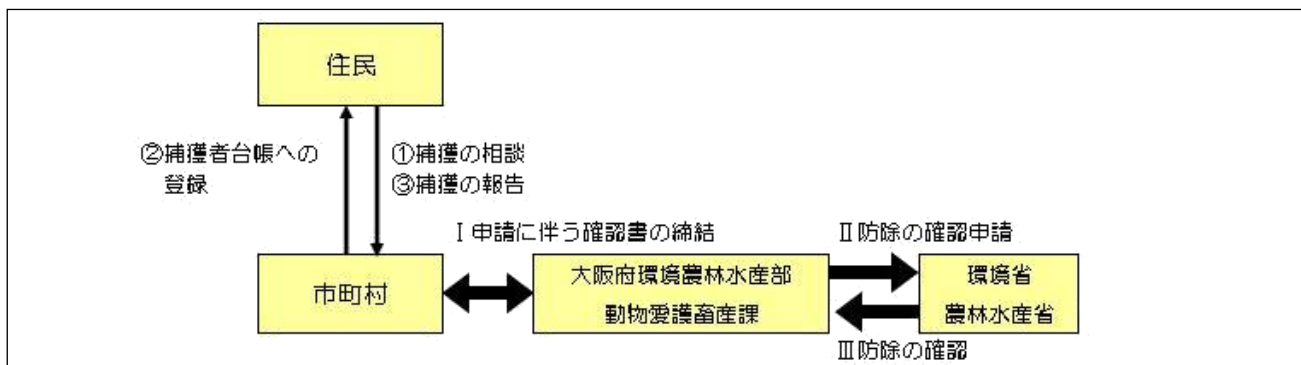 住民
②捕獲者台帳への
登録
①捕獲の相談
③捕獲の報告
Ⅰ申請に伴う確認書の締結
Ⅱ防除の確認申請
市町村
大阪府環境農林水産部
動物愛護畜産課
環境省
農林水産省
Ⅲ防除の確認